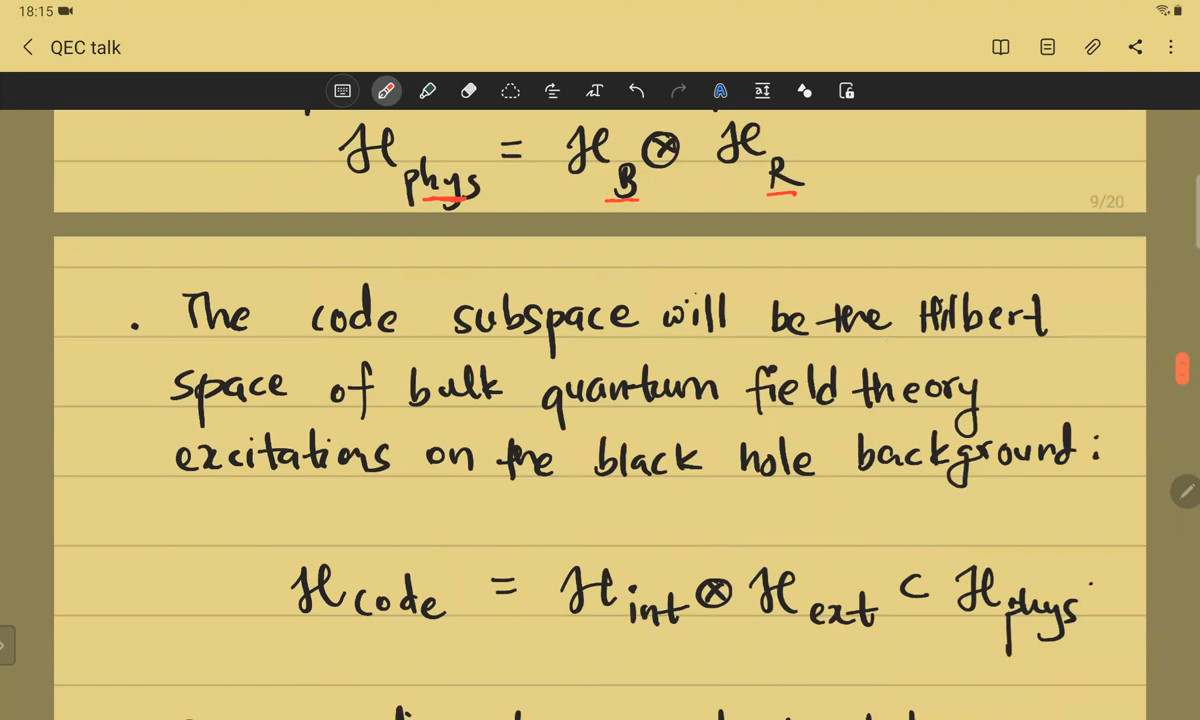 18:15
QEC talk
ℋ_phys = ℋ_B ⊗ ℋ_R
9/20
. The code subspace will be the Hilbert
space of bulk quantum field theory
excitations on the black hole background:
ℋ_code = ℋ_int ⊗ ℋ_ext ⊂ ℋ_phys.